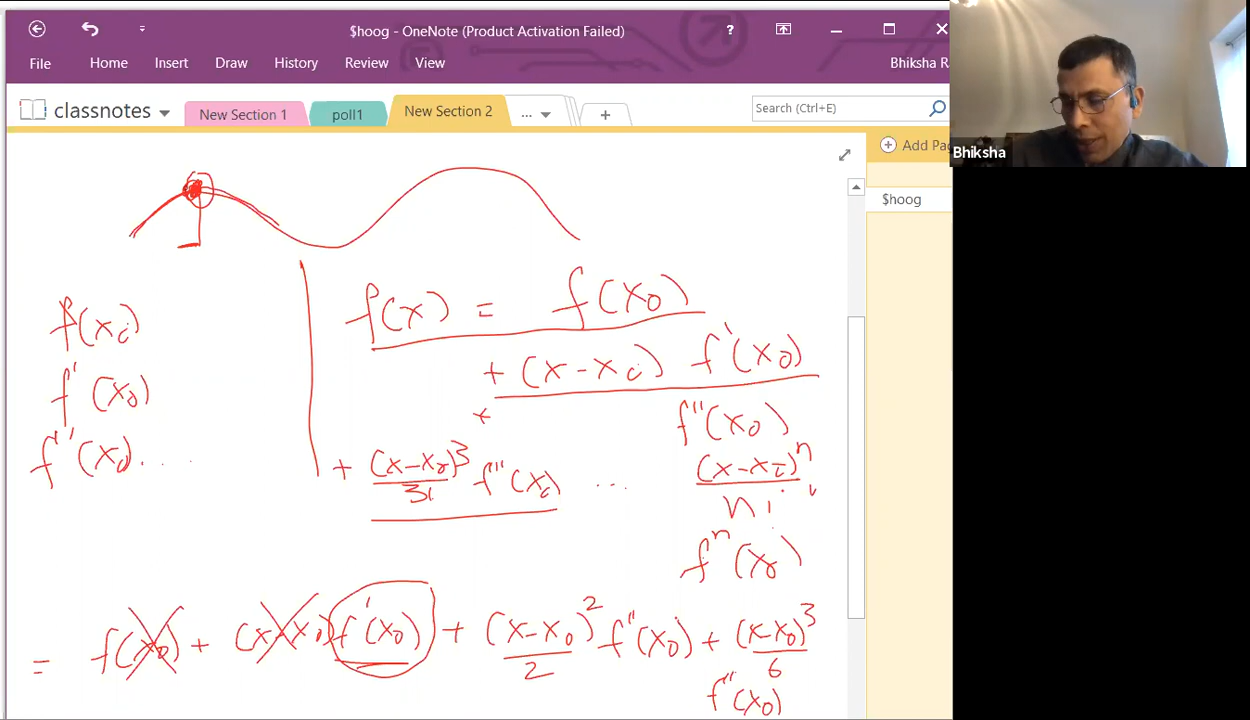 $hoog - OneNote (Product Activation Failed)
?
File Home Insert Draw History Review View Bhiksha R
classnotes New Section 1 poll1 New Section 2 ... + Search (Ctrl+E)
Bhiksha
Add Pa
$hoog
f(x) = f(x₀)
f(x₀)
+ (x-x₀) f'(x₀)
f'(x₀)
+
f''(x₀)
f''(x₀)...
+ (x-x₀)³/3! f''(x₀) ... (x-x₀)ⁿ/n!
fⁿ(x₀)
= f(x₀) + (x-x₀) f'(x₀) + (x-x₀)²/2 f''(x₀) + (x-x₀)³/6
f''(x₀)